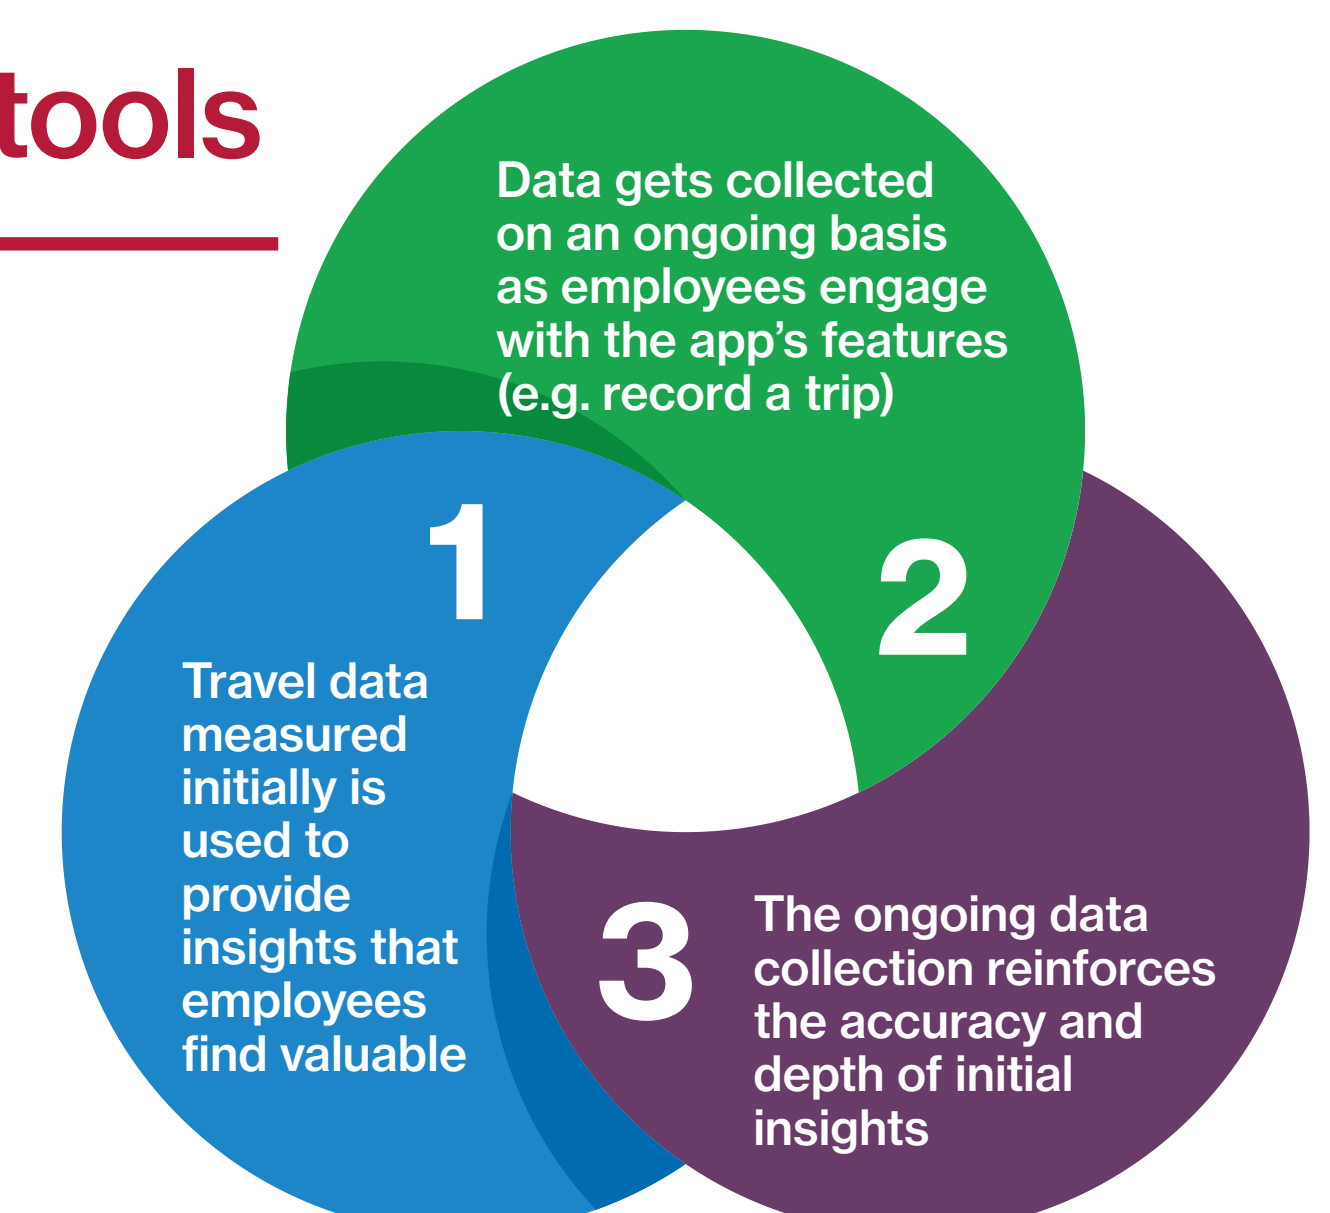 tools
1
Travel data
measured
initially is
used to
provide
insights that
employees
find valuable
Data gets collected
on an ongoing basis
as employees engage
with the app’s features
(e.g. record a trip)
2
3
The ongoing data
collection reinforces
the accuracy and
depth of initial
insights